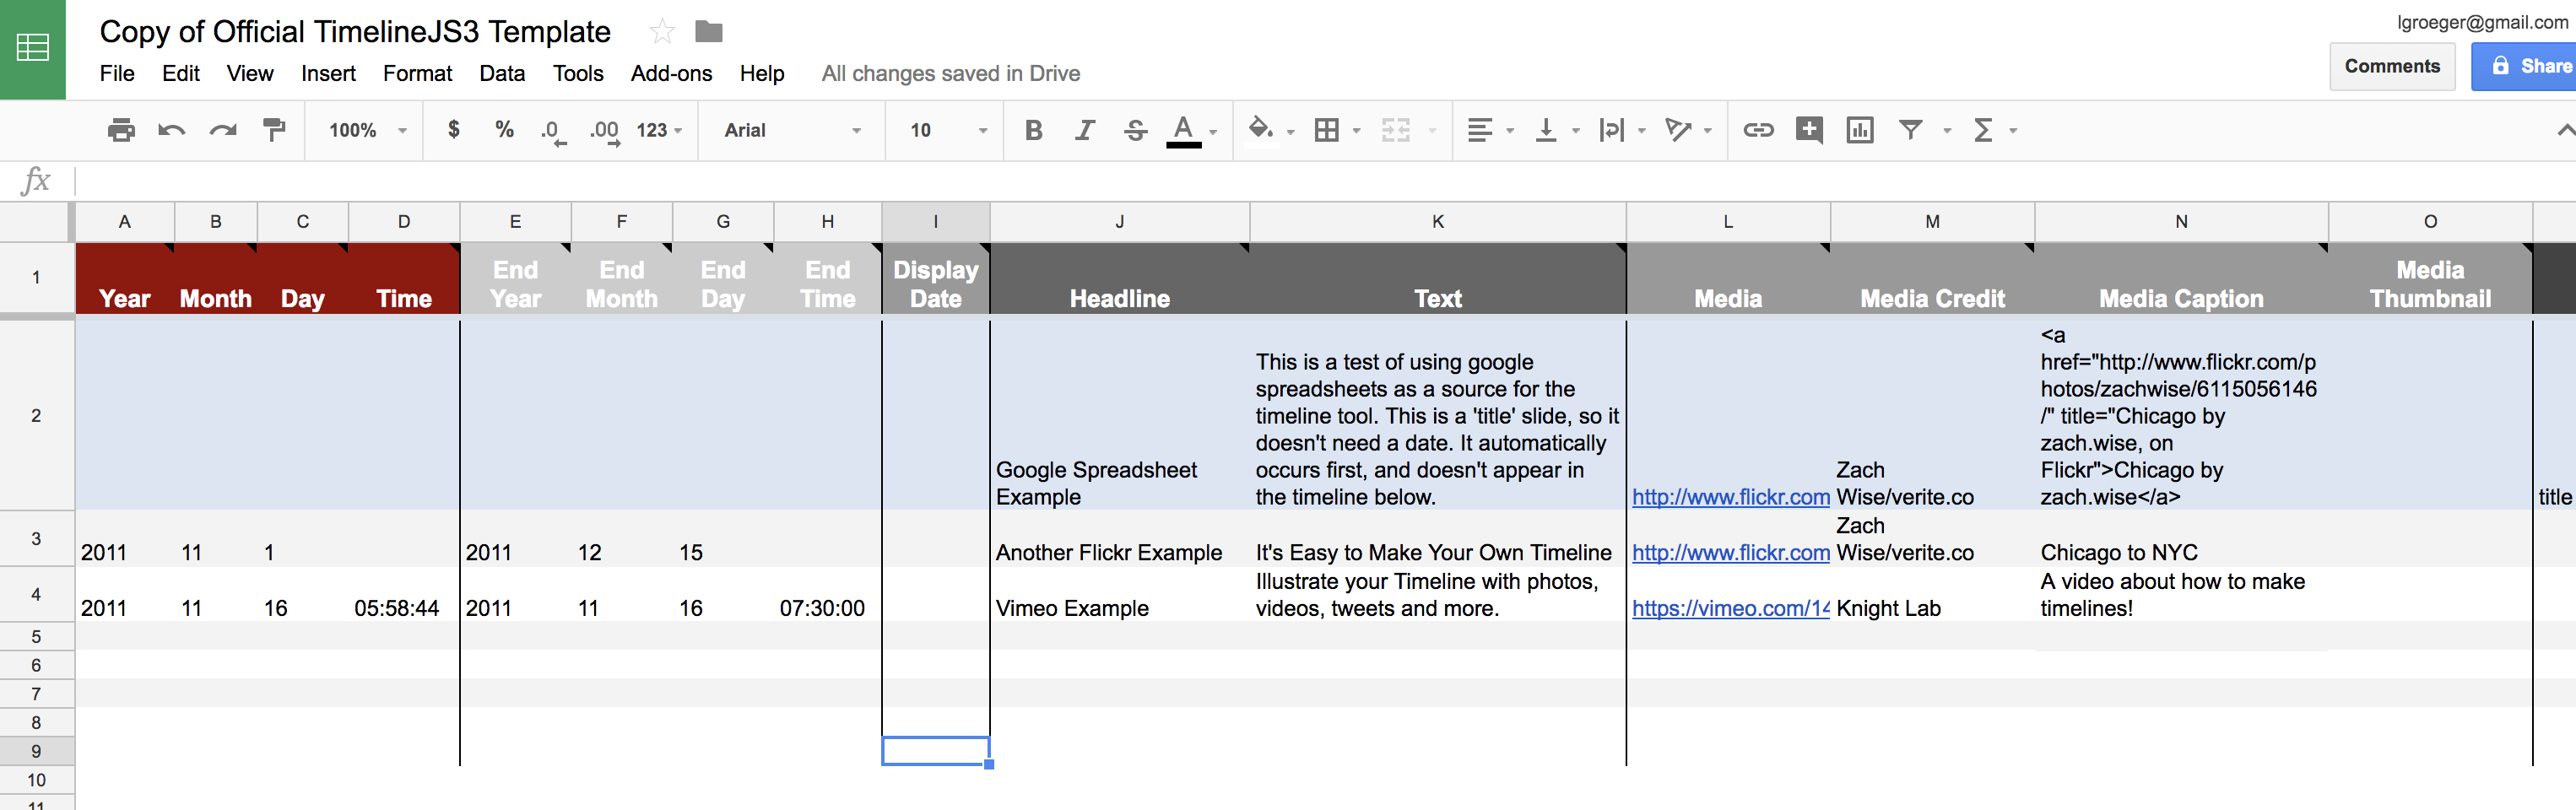 Copy of Official TimelineJS3 Template
lgroeger@gmail.com
File Edit View Insert Format Data Tools Add-ons Help All changes saved in Drive
Comments
Share
100% $ % .0 .00 123 Arial 10 B I S A
fx
A B C D E F G H I J K L M N O
1
Year Month Day Time
End Year
End Month
End Day
End Time
Display Date
Headline
Text
Media
Media Credit
Media Caption
Media Thumbnail
2
Google Spreadsheet
Example
This is a test of using google
spreadsheets as a source for the
timeline tool. This is a 'title' slide, so it
doesn't need a date. It automatically
occurs first, and doesn't appear in
the timeline below.
http://www.flickr.com
Zach
Wise/verite.co
<a
href="http://www.flickr.com/p
hotos/zachwise/6115056146
/" title="Chicago by
zach.wise, on
Flickr">Chicago by
zach.wise</a>
title
3
2011 11 1 2011 12 15
Another Flickr Example
It's Easy to Make Your Own Timeline
http://www.flickr.com
Zach
Wise/verite.co
Chicago to NYC
4
2011 11 16 05:58:44 2011 11 16 07:30:00
Vimeo Example
Illustrate your Timeline with photos,
videos, tweets and more.
https://vimeo.com/14
Knight Lab
A video about how to make
timelines!
5
6
7
8
9
10
11